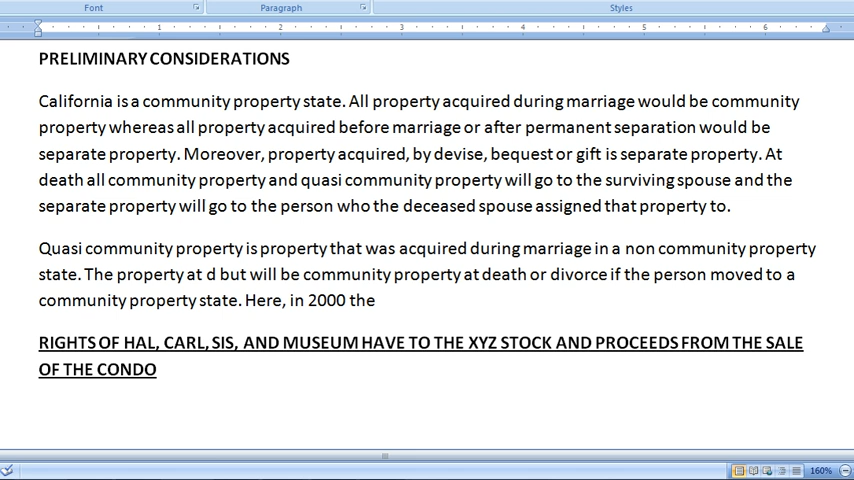 Font Paragraph Styles
1 2 3 4 5 6
PRELIMINARY CONSIDERATIONS
California is a community property state. All property acquired during marriage would be community
property whereas all property acquired before marriage or after permanent separation would be
separate property. Moreover, property acquired, by devise, bequest or gift is separate property. At
death all community property and quasi community property will go to the surviving spouse and the
separate property will go to the person who the deceased spouse assigned that property to.
Quasi community property is property that was acquired during marriage in a non community property
state. The property at d but will be community property at death or divorce if the person moved to a
community property state. Here, in 2000 the
RIGHTS OF HAL, CARL, SIS, AND MUSEUM HAVE TO THE XYZ STOCK AND PROCEEDS FROM THE SALE
OF THE CONDO
160%